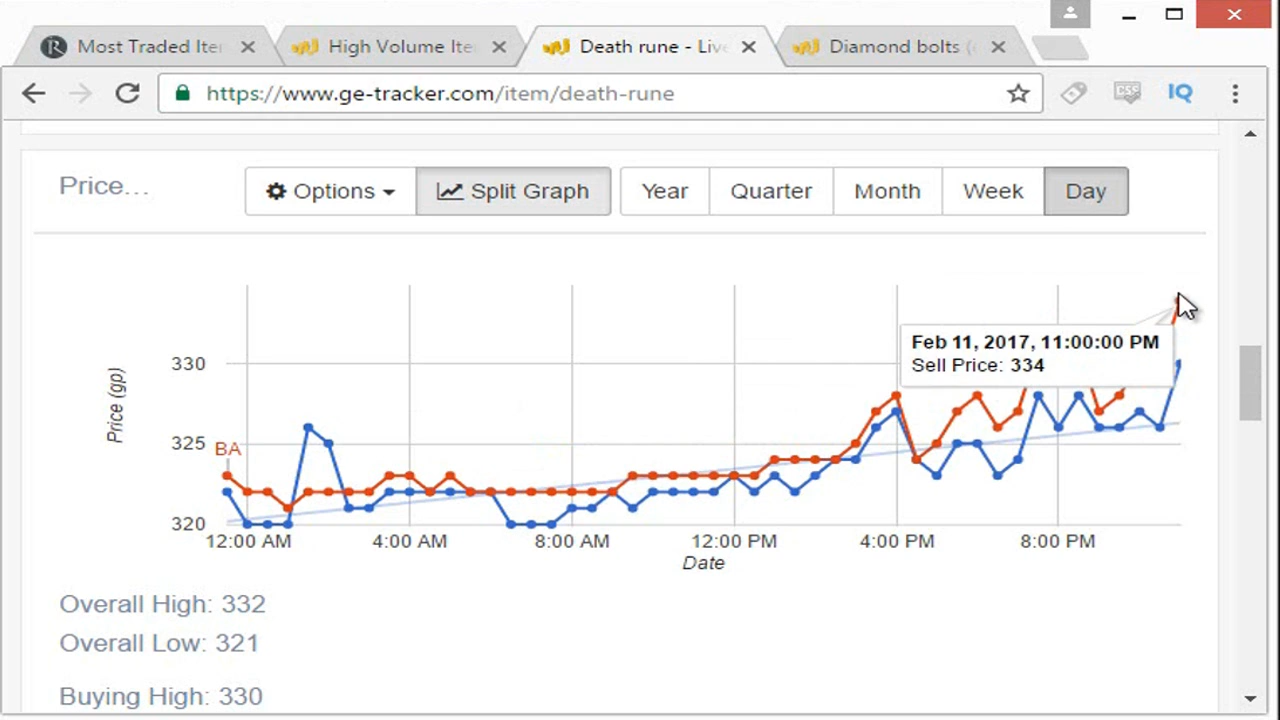 Most Traded Ite
High Volume Ite
Death rune - Liv
Diamond bolts (
https://www.ge-tracker.com/item/death-rune
CSS
IQ
Price...
Options
Split Graph
Year
Quarter
Month
Week
Day
Feb 11, 2017, 11:00:00 PM
Sell Price: 334
330
325
320
Price (gp)
BA
12:00 AM
4:00 AM
8:00 AM
12:00 PM
4:00 PM
8:00 PM
Date
Overall High: 332
Overall Low: 321
Buying High: 330